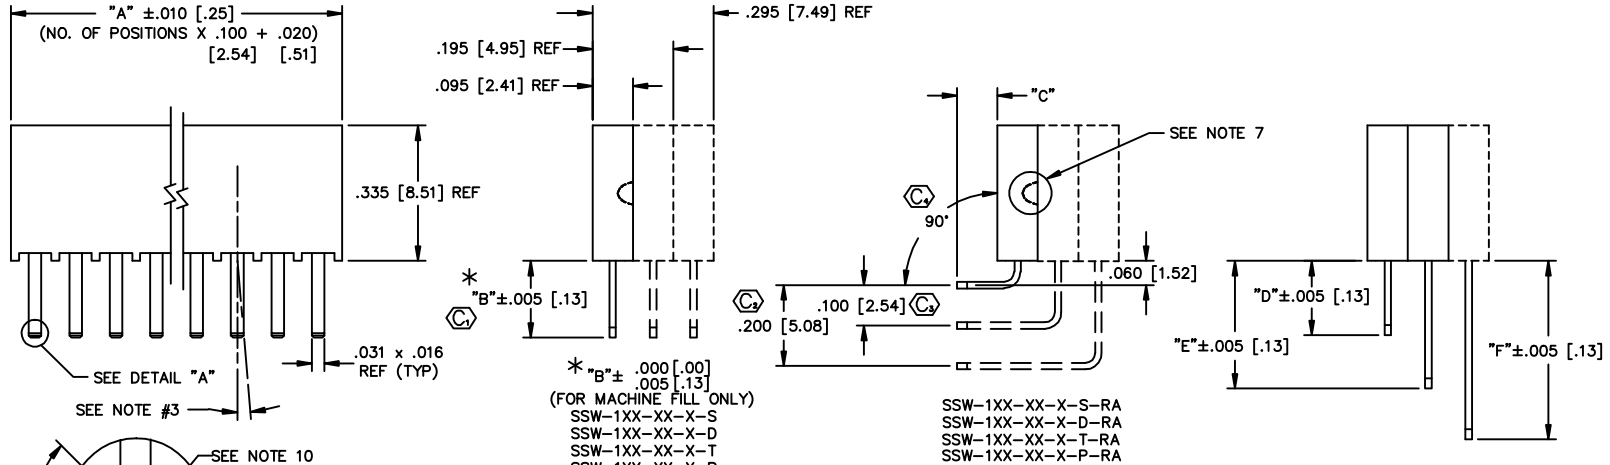 "A" ±.010 [.25]
(NO. OF POSITIONS X .100 + .020)
[2.54] [.51]
.335 [8.51] REF
.031 x .016
REF (TYP)
SEE DETAIL "A"
SEE NOTE #3
SEE NOTE 10
.295 [7.49] REF
.195 [4.95] REF
.095 [2.41] REF
*
"B"±.005 [.13]
C1
* "B"± .000 [.00]
.005 [.13]
(FOR MACHINE FILL ONLY)
SSW-1XX-XX-X-S
SSW-1XX-XX-X-D
SSW-1XX-XX-X-T
"C"
SEE NOTE 7
C4
90°
.060 [1.52]
C2
.100 [2.54] C3
.200 [5.08]
SSW-1XX-XX-X-S-RA
SSW-1XX-XX-X-D-RA
SSW-1XX-XX-X-T-RA
SSW-1XX-XX-X-P-RA
"D"±.005 [.13]
"E"±.005 [.13]
"F"±.005 [.13]